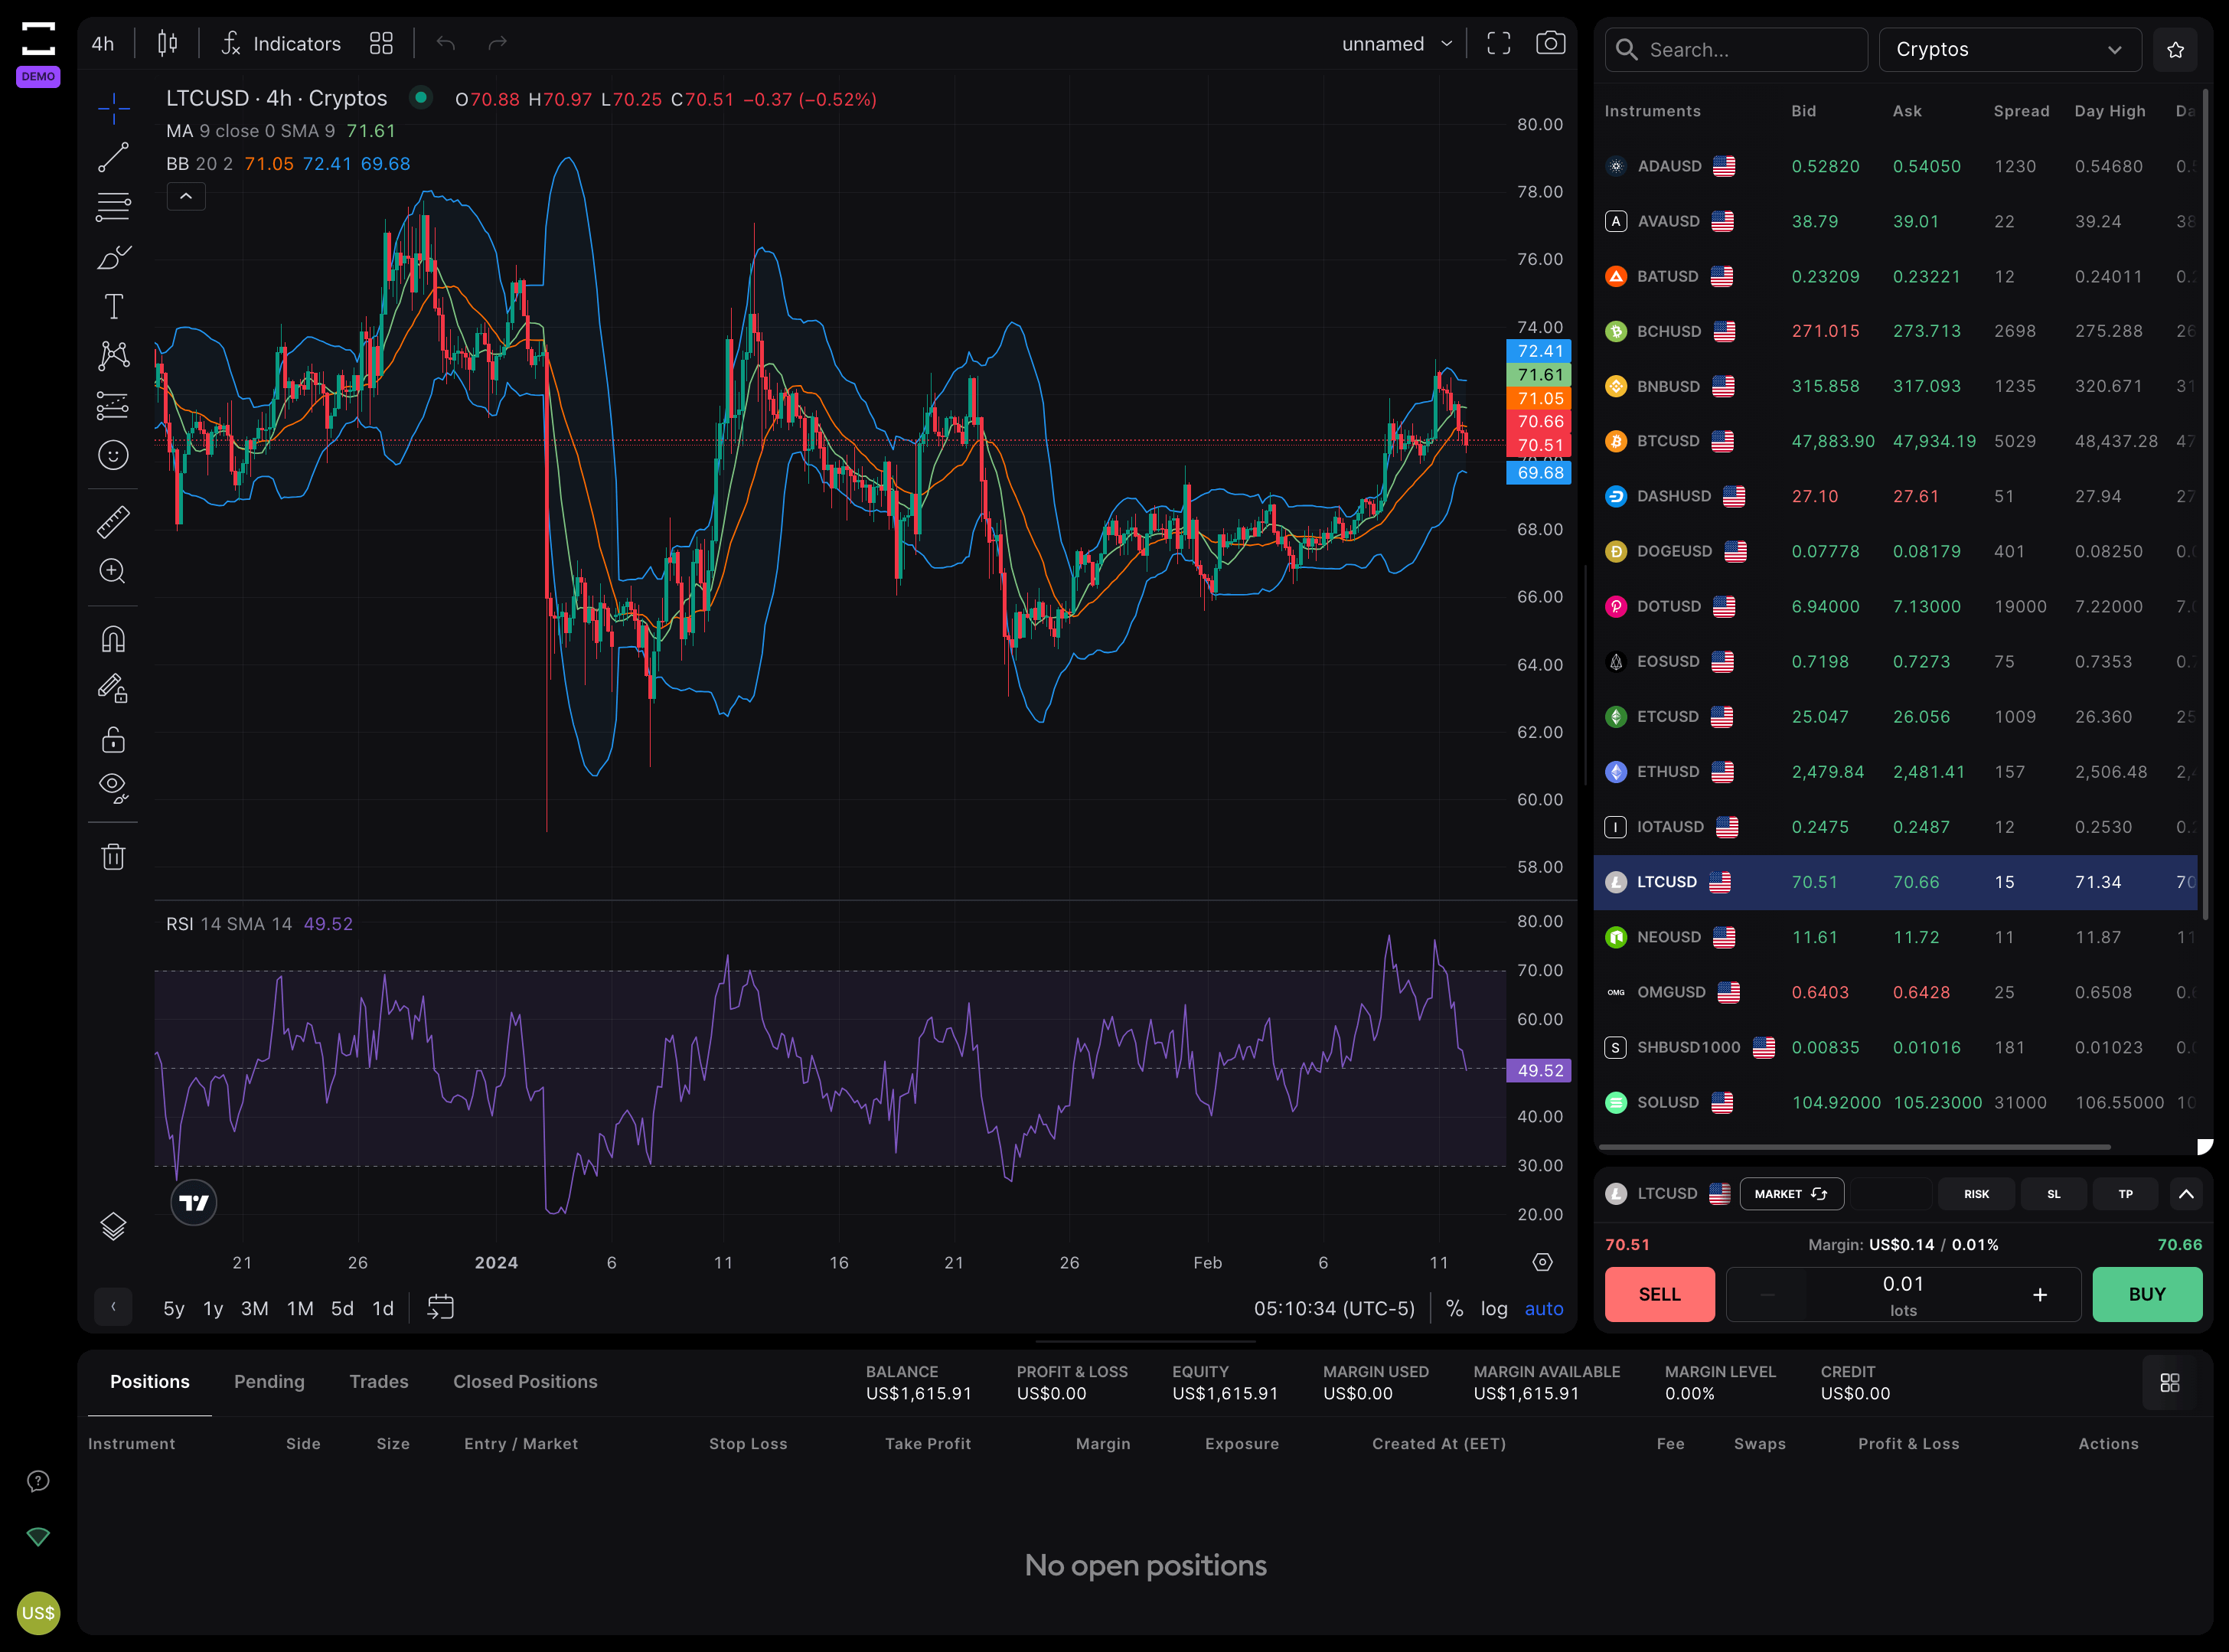 DEMO
4h Indicators unnamed
LTCUSD · 4h · Cryptos O70.88 H70.97 L70.25 C70.51 −0.37 (−0.52%)
MA 9 close 0 SMA 9 71.61
BB 20 2 71.05 72.41 69.68
80.00
78.00
76.00
74.00
72.41
71.61
71.05
70.66
70.51
69.68
68.00
66.00
64.00
62.00
60.00
58.00
RSI 14 SMA 14 49.52
80.00
70.00
60.00
49.52
40.00
30.00
20.00
21 26 2024 6 11 16 21 26 Feb 6 11
5y 1y 3M 1M 5d 1d 05:10:34 (UTC-5) % log auto
Search... Cryptos
Instruments Bid Ask Spread Day High Da
ADAUSD 0.52820 0.54050 1230 0.54680 0.
A AVAUSD 38.79 39.01 22 39.24 38
BATUSD 0.23209 0.23221 12 0.24011 0.
BCHUSD 271.015 273.713 2698 275.288 26
BNBUSD 315.858 317.093 1235 320.671 31
BTCUSD 47,883.90 47,934.19 5029 48,437.28 47
DASHUSD 27.10 27.61 51 27.94 27
DOGEUSD 0.07778 0.08179 401 0.08250 0.
DOTUSD 6.94000 7.13000 19000 7.22000 7.
EOSUSD 0.7198 0.7273 75 0.7353 0.
ETCUSD 25.047 26.056 1009 26.360 25
ETHUSD 2,479.84 2,481.41 157 2,506.48 2,
I IOTAUSD 0.2475 0.2487 12 0.2530 0.
LTCUSD 70.51 70.66 15 71.34 70
NEOUSD 11.61 11.72 11 11.87 11
OMG OMGUSD 0.6403 0.6428 25 0.6508 0.
S SHBUSD1000 0.00835 0.01016 181 0.01023 0.
SOLUSD 104.92000 105.23000 31000 106.55000 10
LTCUSD MARKET RISK SL TP
70.51 Margin: US$0.14 / 0.01% 70.66
SELL 0.01 lots + BUY
Positions Pending Trades Closed Positions
BALANCE PROFIT & LOSS EQUITY MARGIN USED MARGIN AVAILABLE MARGIN LEVEL CREDIT
US$1,615.91 US$0.00 US$1,615.91 US$0.00 US$1,615.91 0.00% US$0.00
Instrument Side Size Entry / Market Stop Loss Take Profit Margin Exposure Created At (EET) Fee Swaps Profit & Loss Actions
No open positions
US$